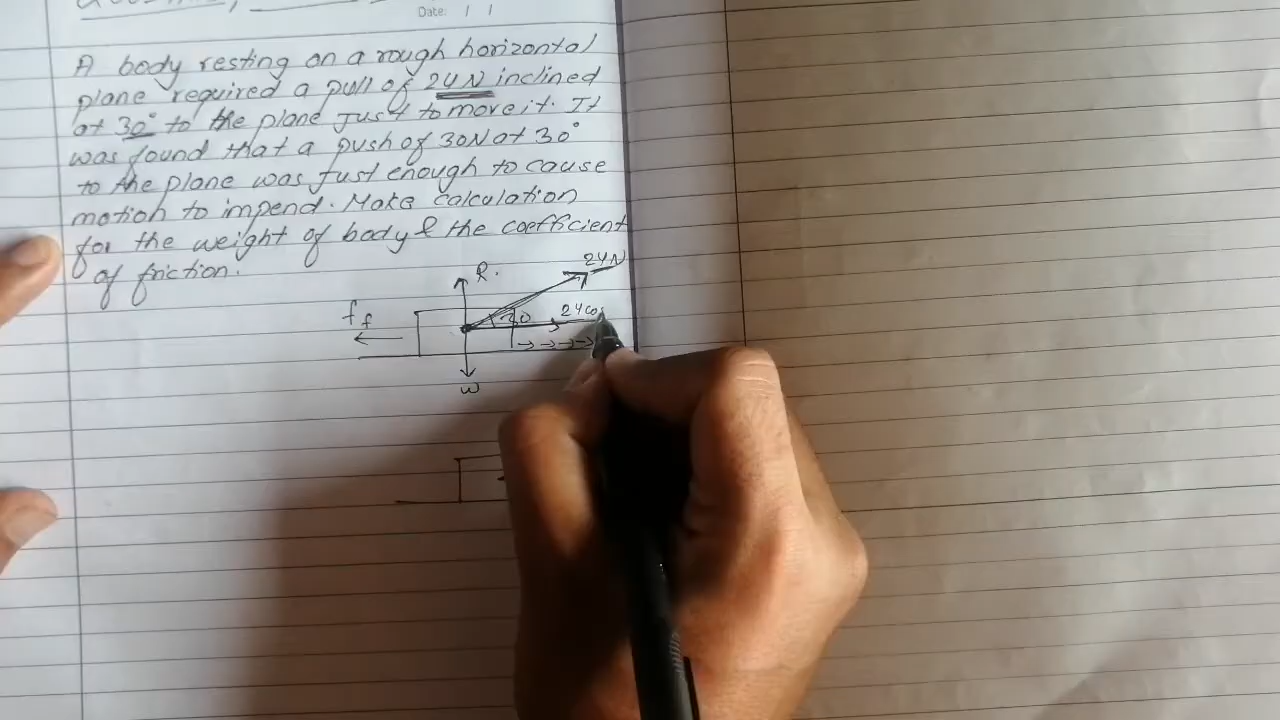 Date: / /
A body resting on a rough horizontal
plane required a pull of 24N inclined
at 30° to the plane Just to move it. It
was found that a push of 30N at 30°
to the plane was just enough to cause
motion to impend. Make calculation
for the weight of body & the coefficient
of friction.
24N
R.
ff
30
24co
w